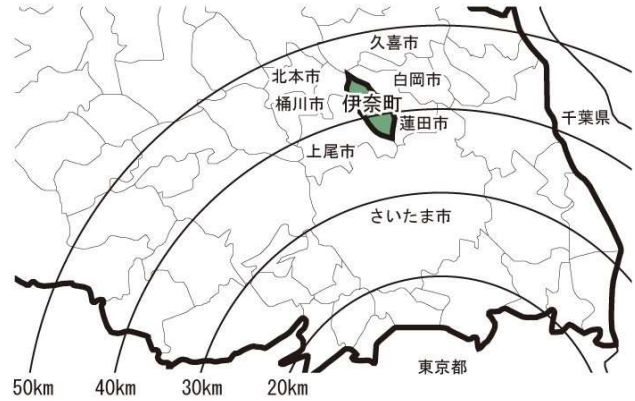 久喜市
北本市
白岡市
桶川市
伊奈町
千葉県
蓮田市
上尾市
さいたま市
東京都
50km
40km
30km
20km